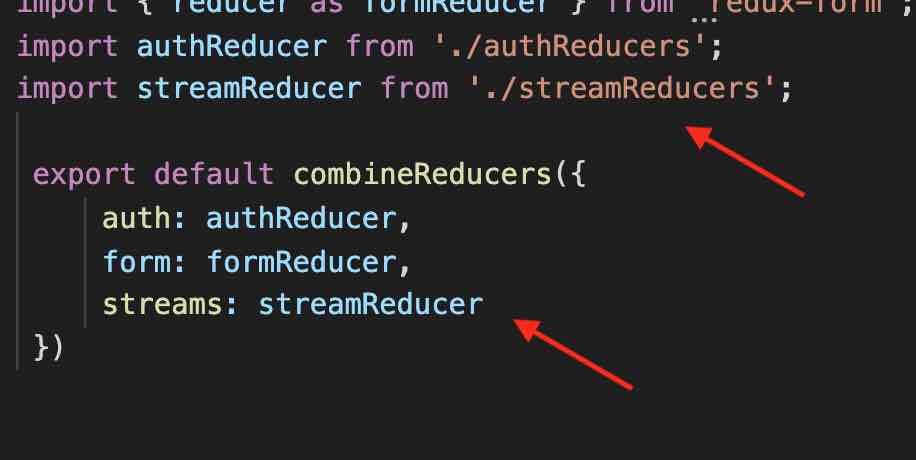 import { reducer as formReducer } from 'redux-form';
import authReducer from './authReducers';
import streamReducer from './streamReducers';
export default combineReducers({
auth: authReducer,
form: formReducer,
streams: streamReducer
})